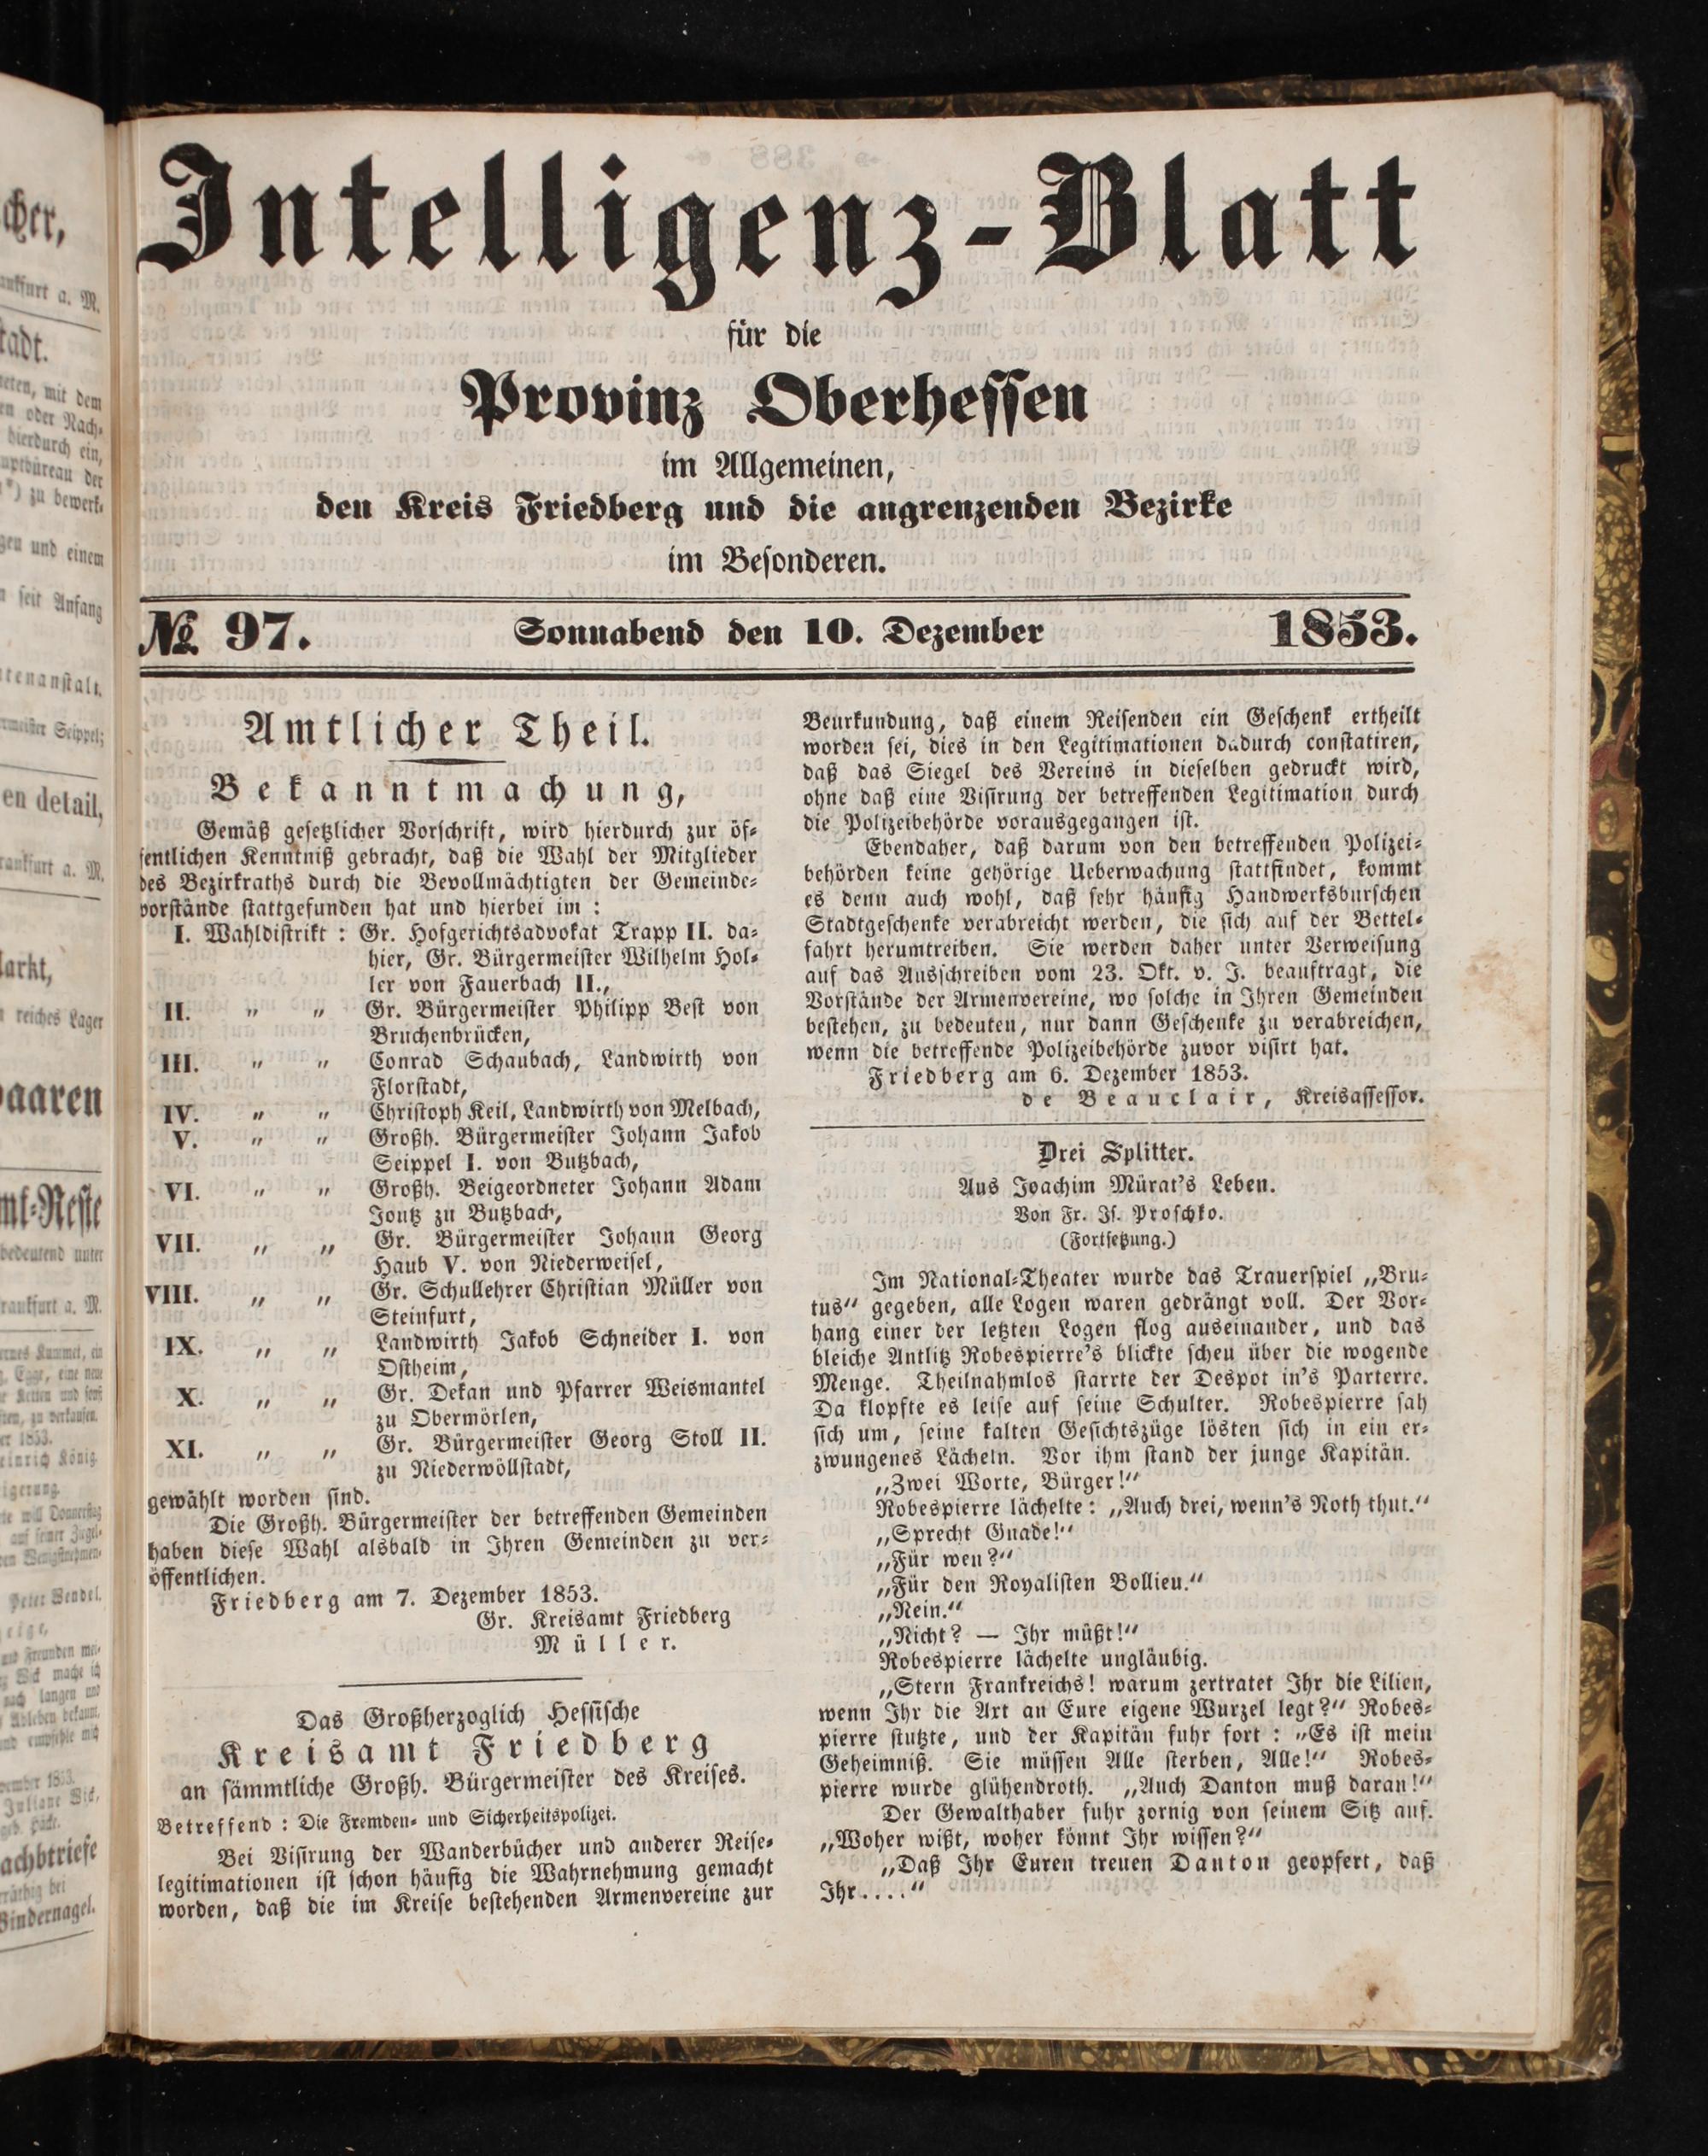 Intelligenz-Blatt
für die
Provinz Oberhessen
im Allgemeinen,
den Kreis Friedberg und die angrenzenden Bezirke
im Besonderen.
№ 97. Sonnabend den 10. Dezember 1853.
Amtlicher Theil.
Bekanntmachung,
Gemäß gesetzlicher Vorschrift, wird hierdurch zur öf-
fentlichen Kenntniß gebracht, daß die Wahl der Mitglieder
des Bezirksraths durch die Bevollmächtigten der Gemeinde-
vorstände stattgefunden hat und hierbei im :
I. Wahldistrikt : Gr. Hofgerichtsadvokat Trapp II. da-
hier, Gr. Bürgermeister Wilhelm Hol-
ler von Fauerbach II.,
II. „ „ Gr. Bürgermeister Philipp Best von
Bruchenbrücken,
III. „ „ Conrad Schaubach, Landwirth von
Florstadt,
IV. „ „ Christoph Keil, Landwirth von Melbach,
V. „ „ Großh. Bürgermeister Johann Jakob
Seippel I. von Butzbach,
VI. „ „ Großh. Beigeordneter Johann Adam
Joutz zu Butzbach,
VII. „ „ Gr. Bürgermeister Johann Georg
Haub V. von Niederweisel,
VIII. „ „ Gr. Schullehrer Christian Müller von
Steinfurt,
IX. „ „ Landwirth Jakob Schneider I. von
Ostheim,
X. „ „ Gr. Dekan und Pfarrer Weismantel
zu Obermörlen,
XI. „ „ Gr. Bürgermeister Georg Stoll II.
zu Niederwöllstadt,
gewählt worden sind.
Die Großh. Bürgermeister der betreffenden Gemeinden
haben diese Wahl alsbald in Ihren Gemeinden zu ver-
öffentlichen.
Friedberg am 7. Dezember 1853.
Gr. Kreisamt Friedberg
Müller.
Das Großherzoglich Hessische
Kreisamt Friedberg
an sämmtliche Großh. Bürgermeister des Kreises.
Betreffend : Die Fremden- und Sicherheitspolizei.
Bei Visirung der Wanderbücher und anderer Reise-
legitimationen ist schon häufig die Wahrnehmung gemacht
worden, daß die im Kreise bestehenden Armenvereine zur
Beurkundung, daß einem Reisenden ein Geschenk ertheilt
worden sei, dies in den Legitimationen dadurch constatiren,
daß das Siegel des Vereins in dieselben gedruckt wird,
ohne daß eine Visirung der betreffenden Legitimation durch
die Polizeibehörde vorausgegangen ist.
Ebendaher, daß darum von den betreffenden Polizei-
behörden keine gehörige Ueberwachung stattfindet, kommt
es denn auch wohl, daß sehr häufig Handwerksburschen
Stadtgeschenke verabreicht werden, die sich auf der Bettel-
fahrt herumtreiben. Sie werden daher unter Verweisung
auf das Ausschreiben vom 23. Okt. v. J. beauftragt, die
Vorstände der Armenvereine, wo solche in Ihren Gemeinden
bestehen, zu bedeuten, nur dann Geschenke zu verabreichen,
wenn die betreffende Polizeibehörde zuvor visirt hat.
Friedberg am 6. Dezember 1853.
de Beauclair, Kreisassessor.
Drei Splitter.
Aus Joachim Mürat's Leben.
Von Fr. Js. Proschko.
(Fortsetzung.)
Im National-Theater wurde das Trauerspiel „Bru-
tus“ gegeben, alle Logen waren gedrängt voll. Der Vor-
hang einer der letzten Logen flog auseinander, und das
bleiche Antlitz Robespierre's blickte scheu über die wogende
Menge. Theilnahmlos starrte der Despot in's Parterre.
Da klopfte es leise auf seine Schulter. Robespierre sah
sich um, seine kalten Gesichtszüge lösten sich in ein er-
zwungenes Lächeln. Vor ihm stand der junge Kapitän.
„Zwei Worte, Bürger!“
Robespierre lächelte : „Auch drei, wenn's Noth thut.“
„Sprecht Gnade!“
„Für wen?“
„Für den Royalisten Bollieu.“
„Nein.“
„Nicht? — Ihr müßt!“
Robespierre lächelte ungläubig.
„Stern Frankreichs! warum zertratet Ihr die Lilien,
wenn Ihr die Art an Eure eigene Wurzel legt?“ Robes-
pierre stutzte, und der Kapitän fuhr fort : „Es ist mein
Geheimniß. Sie müssen Alle sterben, Alle!“ Robes-
pierre wurde glühendroth. „Auch Danton muß daran!“
Der Gewalthaber fuhr zornig von seinem Sitz auf.
„Woher wißt, woher könnt Ihr wissen?“
„Daß Ihr Euren treuen Danton geopfert, daß
Ihr....“